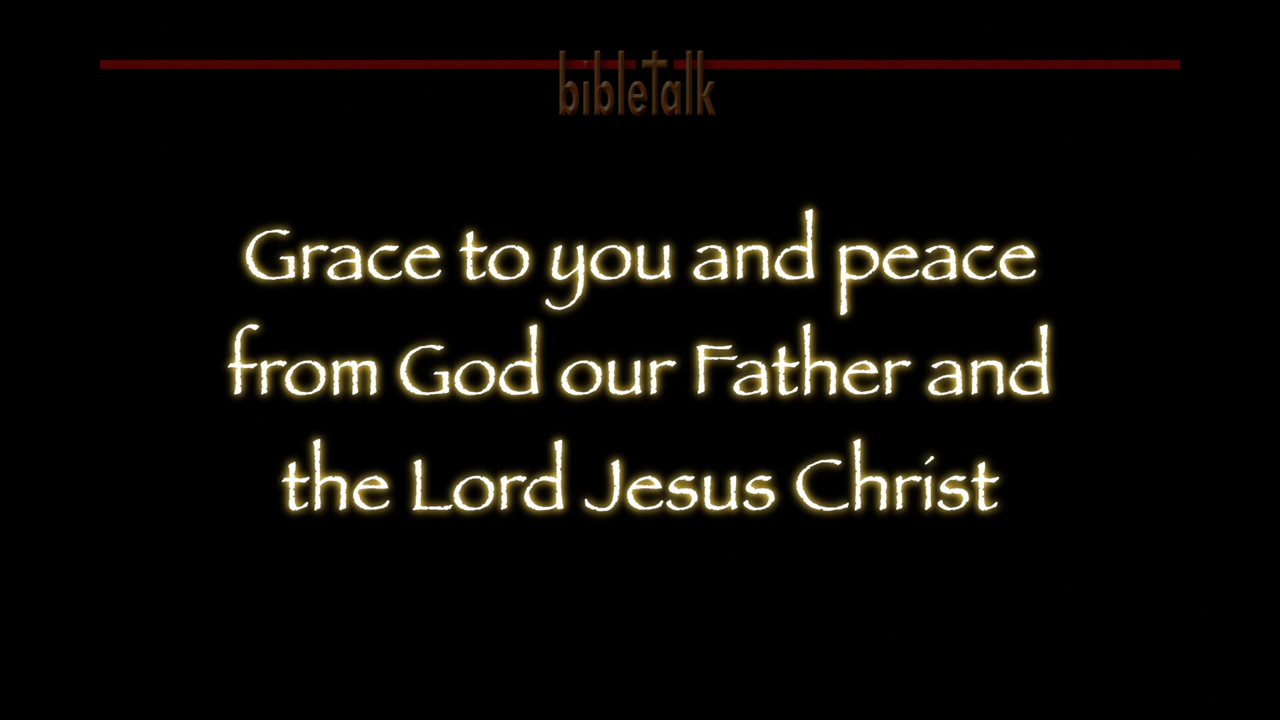 bibletalk
Grace to you and peace
from God our Father and
the Lord Jesus Christ